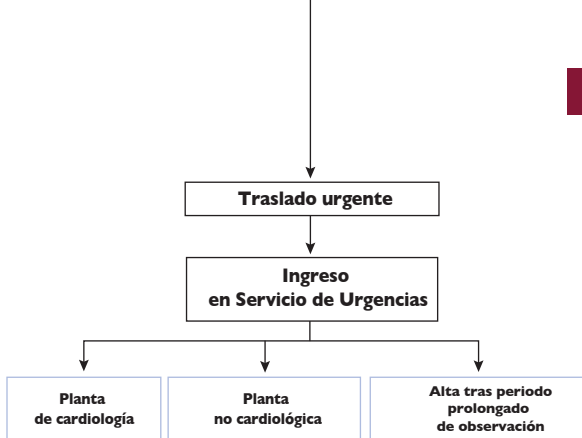 Traslado urgente
Ingreso
en Servicio de Urgencias
Planta
de cardiología
Planta
no cardiológica
Alta tras periodo
prolongado
de observación